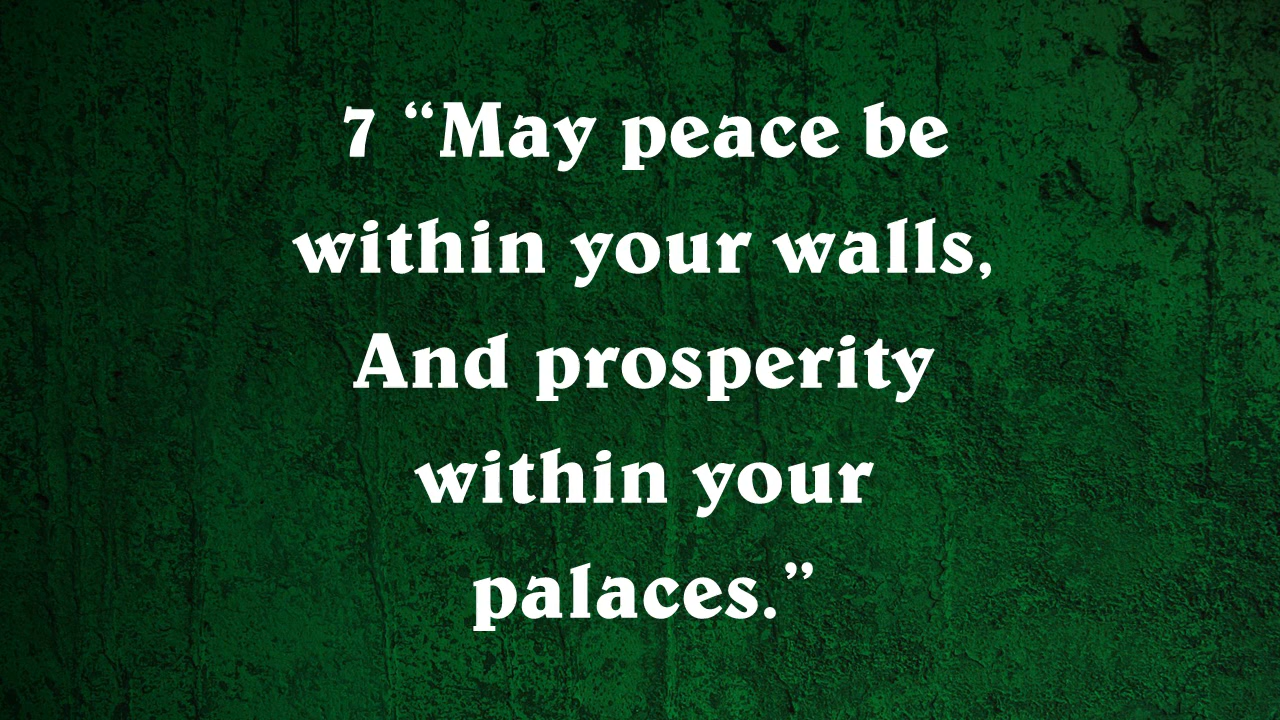 7 “May peace be
within your walls,
And prosperity
within your
palaces.”